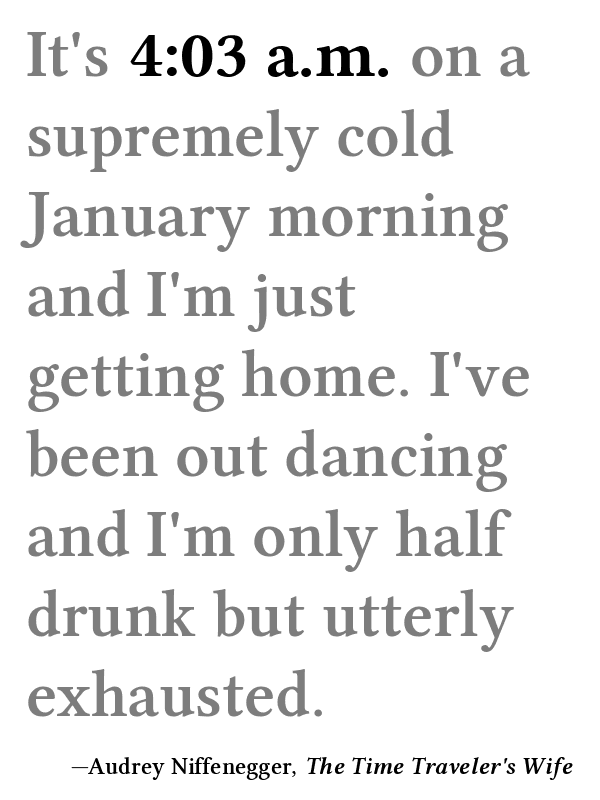 It's 4:03 a.m. on a
supremely cold
January morning
and I'm just
getting home. I've
been out dancing
and I'm only half
drunk but utterly
exhausted.
—Audrey Niffenegger, The Time Traveler's Wife